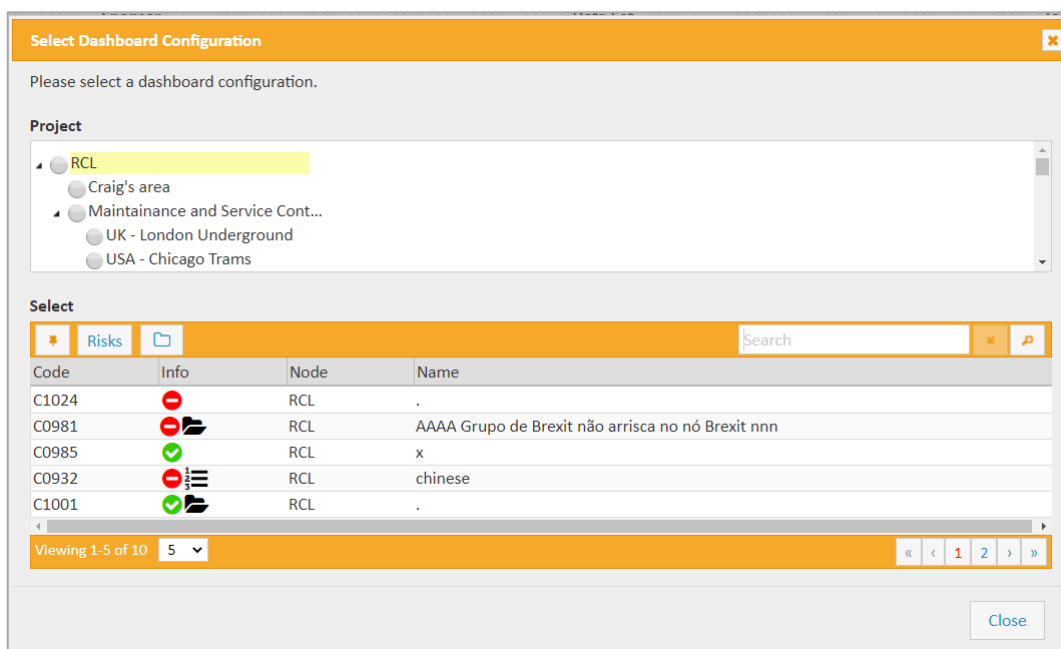 Select Dashboard Configuration
Please select a dashboard configuration.
Project
RCL
Craig's area
Maintainance and Service Cont...
UK - London Underground
USA - Chicago Trams
Select
Risks Search
Code Info Node Name
C1024 RCL .
C0981 RCL AAAA Grupo de Brexit não arrisca no nó Brexit nnn
C0985 RCL x
C0932 RCL chinese
C1001 RCL .
Viewing 1-5 of 10 5 « ‹ 1 2 › »
Close